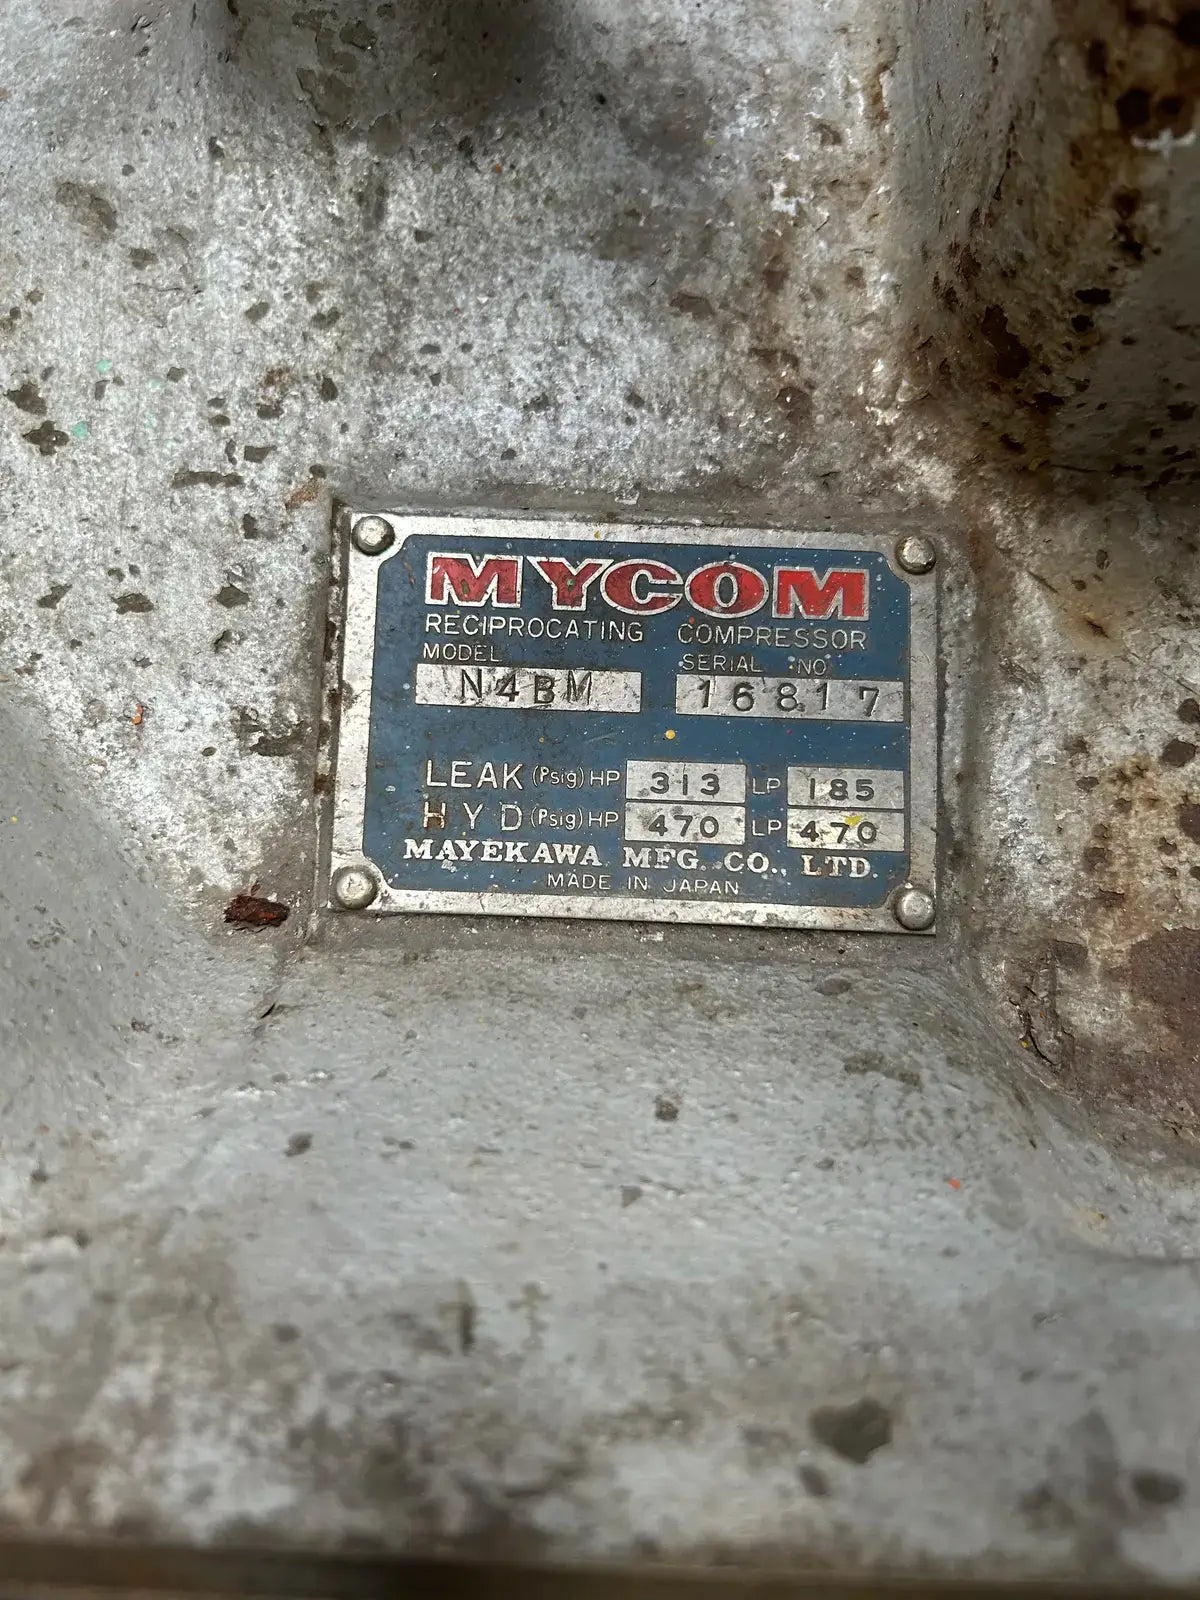 MYCOM
RECIPROCATING COMPRESSOR
MODEL SERIAL NO
N4BM 16817
LEAK (Psig) HP 313 LP 185
HYD (Psig) HP 470 LP 470
MAYEKAWA MFG. CO., LTD.
MADE IN JAPAN